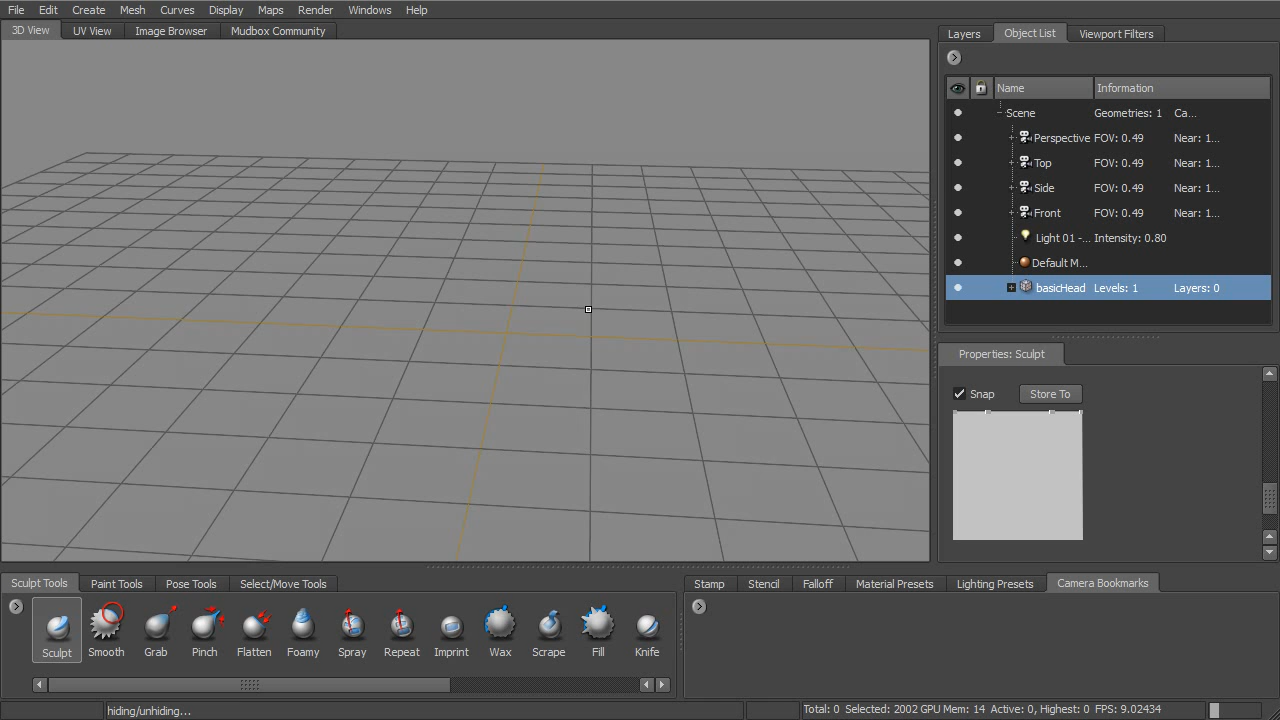 File Edit Create Mesh Curves Display Maps Render Windows Help
3D View UV View Image Browser Mudbox Community
Layers Object List Viewport Filters
Name Information
Scene Geometries: 1 Ca...
Perspective FOV: 0.49 Near: 1...
Top FOV: 0.49 Near: 1...
Side FOV: 0.49 Near: 1...
Front FOV: 0.49 Near: 1...
Light 01 -... Intensity: 0.80
Default M...
basicHead Levels: 1 Layers: 0
Properties: Sculpt
Snap Store To
Sculpt Tools Paint Tools Pose Tools Select/Move Tools
Stamp Stencil Falloff Material Presets Lighting Presets Camera Bookmarks
Sculpt Smooth Grab Pinch Flatten Foamy Spray Repeat Imprint Wax Scrape Fill Knife
hiding/unhiding...
Total: 0 Selected: 2002 GPU Mem: 14 Active: 0, Highest: 0 FPS: 9.02434